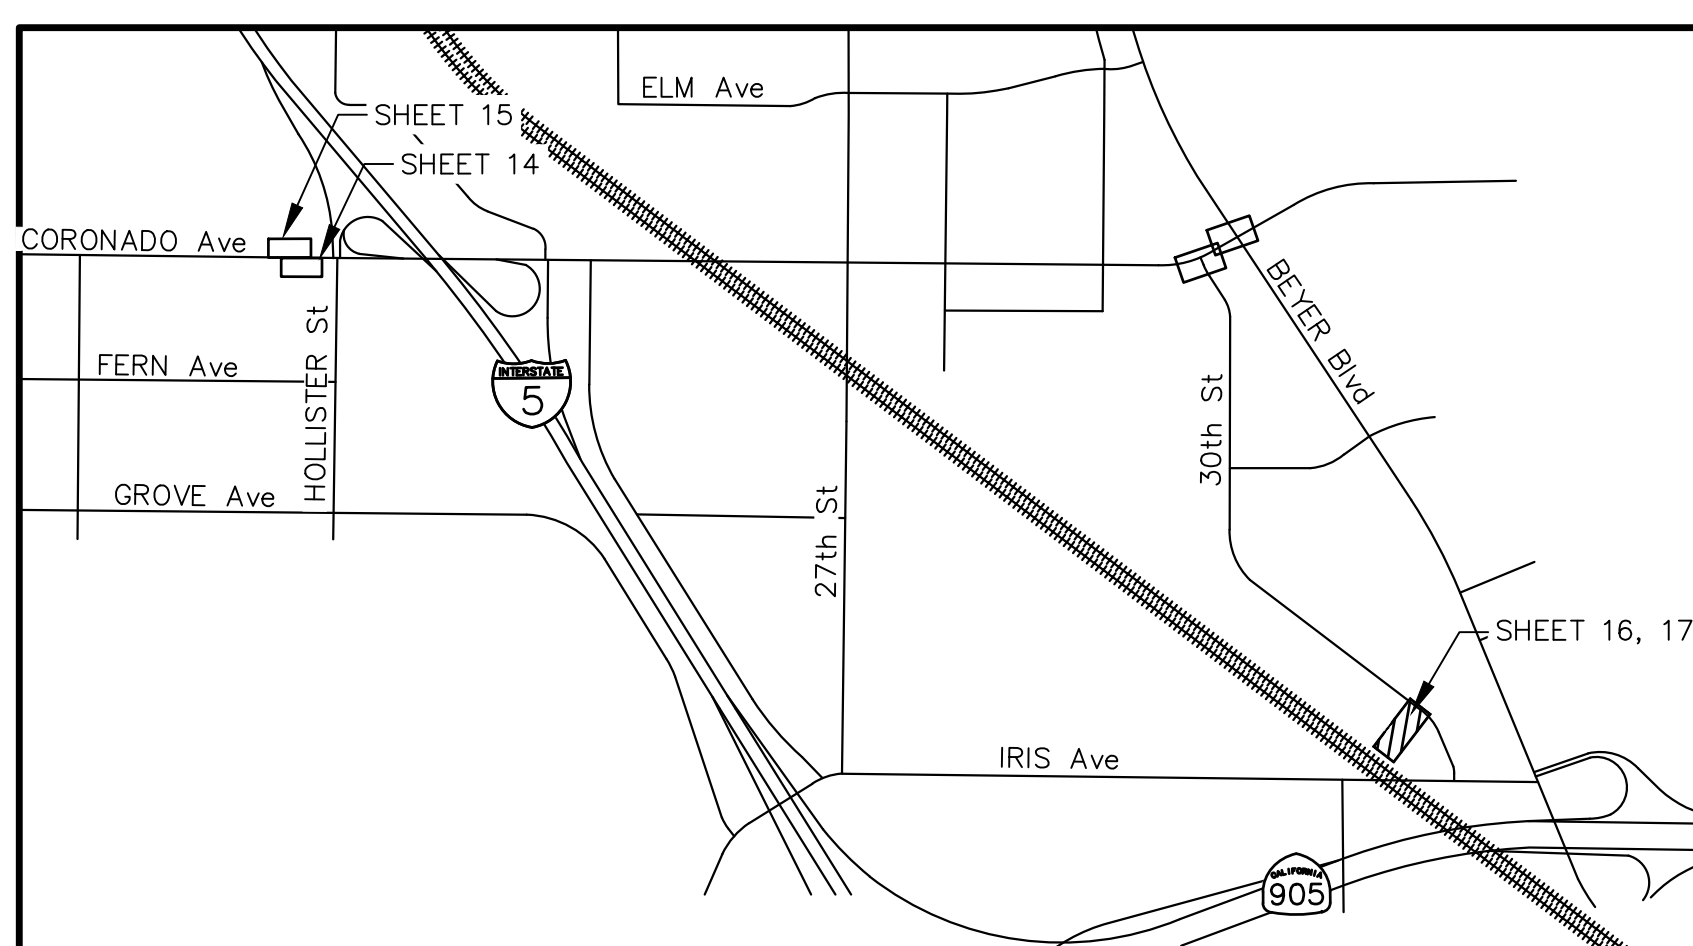 ELM Ave
SHEET 15
SHEET 14
CORONADO Ave
BEYER Blvd
HOLLISTER St
FERN Ave
INTERSTATE
5
30th St
GROVE Ave
27th St
SHEET 16, 17
IRIS Ave
CALIFORNIA
905